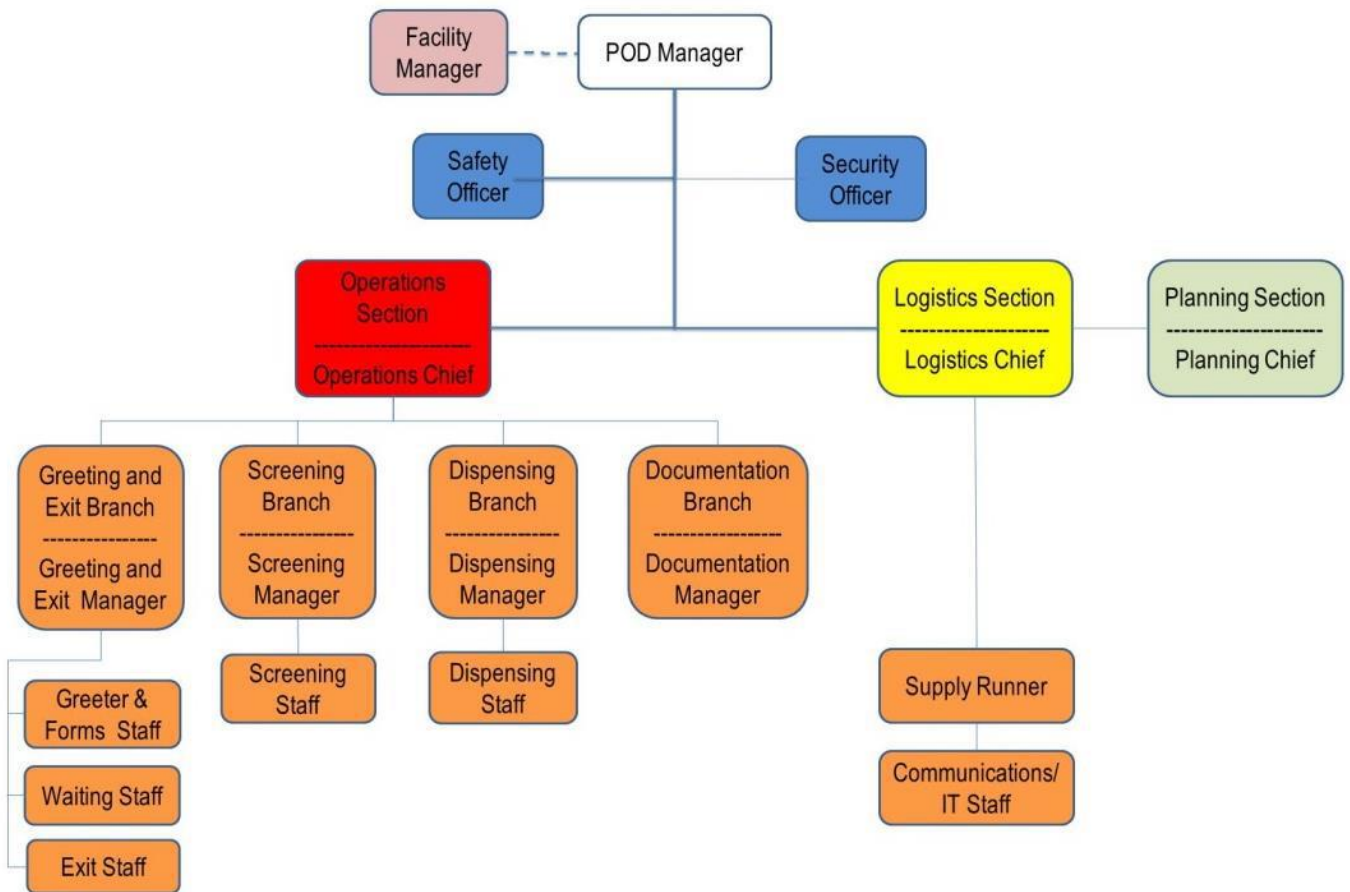 Facility
Manager
POD Manager
Safety
Officer
Security
Officer
Operations
Section
---------------------
Operations Chief
Logistics Section
---------------------
Logistics Chief
Planning Section
---------------------
Planning Chief
Greeting and
Exit Branch
----------------
Greeting and
Exit Manager
Screening
Branch
----------------
Screening
Manager
Dispensing
Branch
----------------
Dispensing
Manager
Documentation
Branch
------------------
Documentation
Manager
Greeter &
Forms Staff
Waiting Staff
Exit Staff
Screening
Staff
Dispensing
Staff
Supply Runner
Communications/
IT Staff